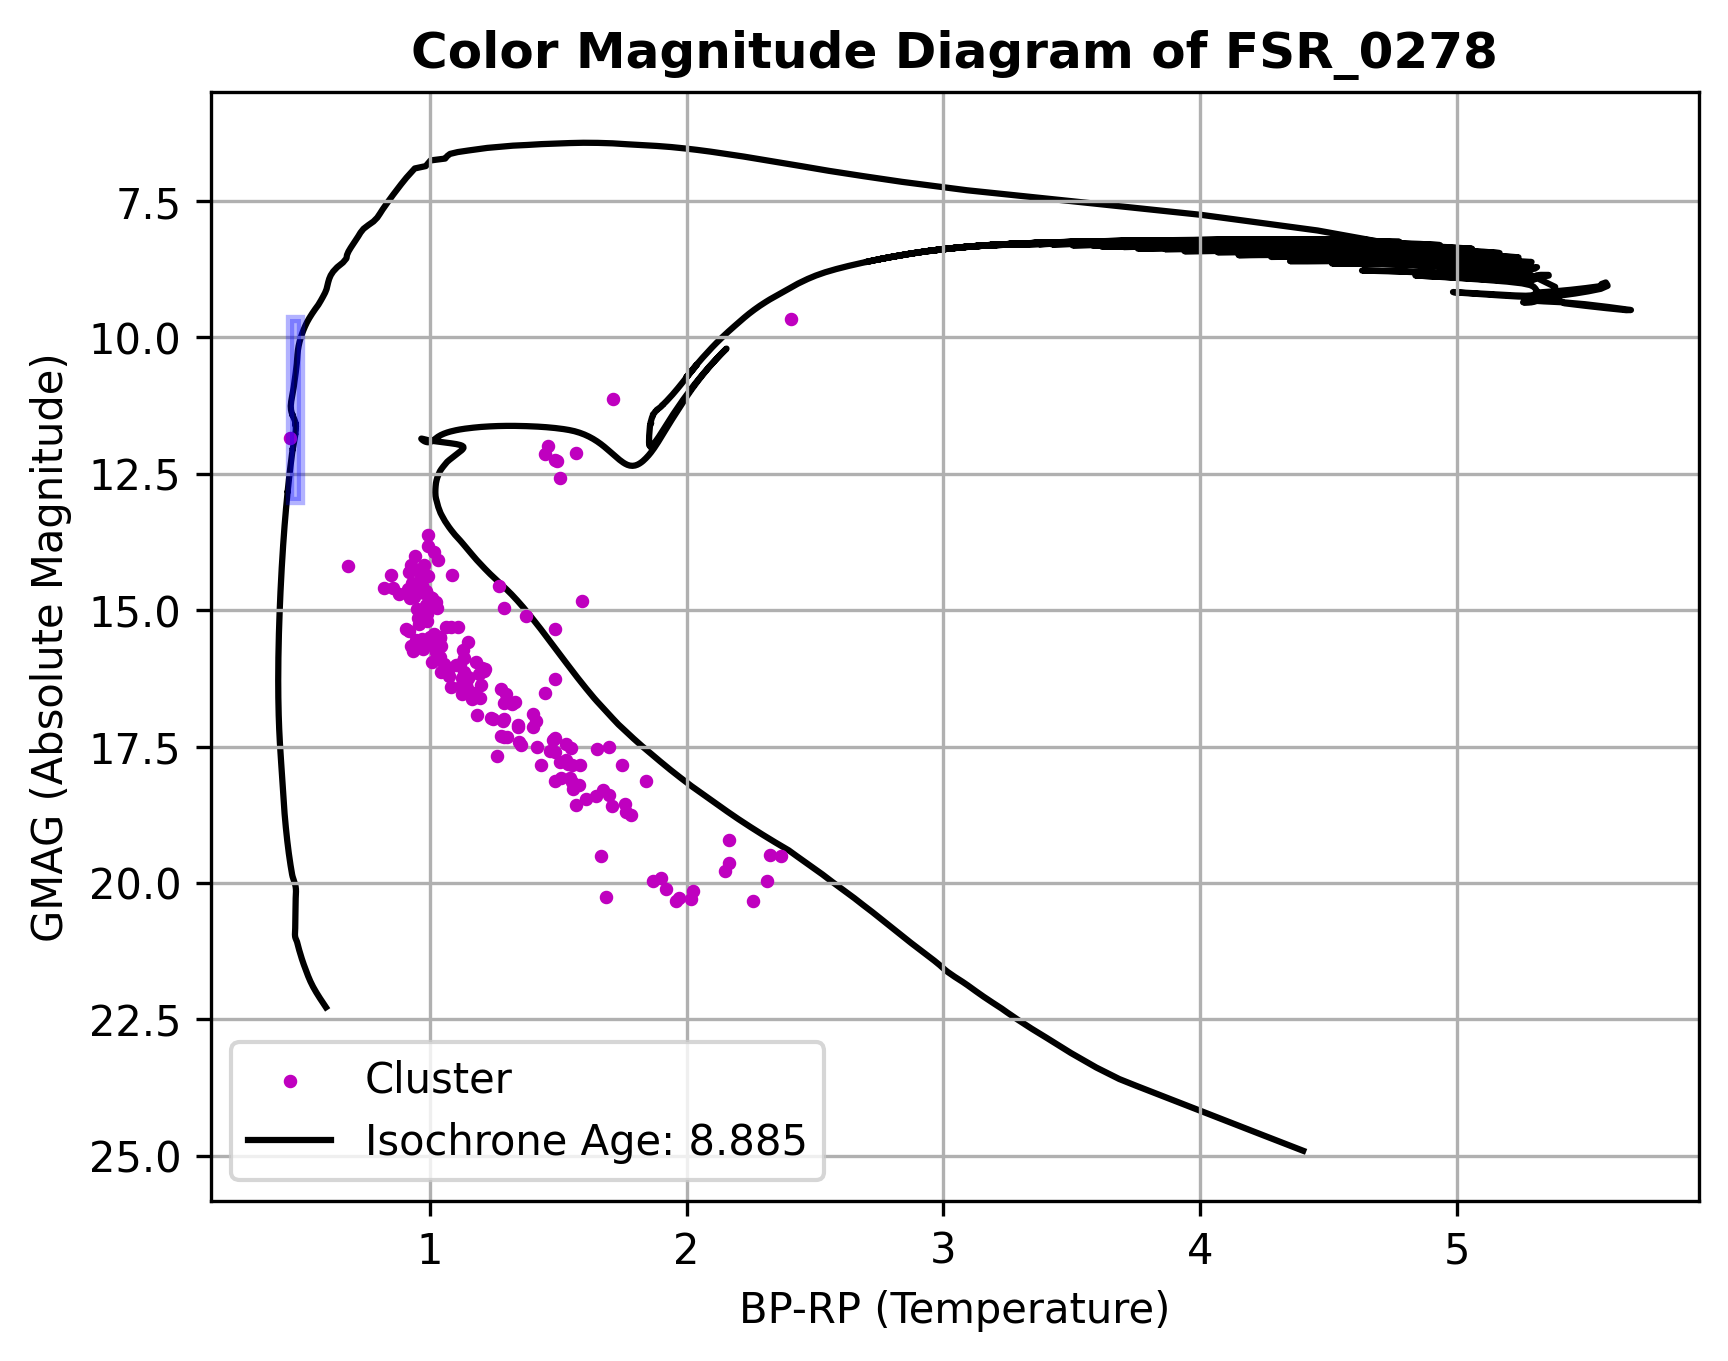 Color Magnitude Diagram of FSR_0278
GMAG (Absolute Magnitude)
7.5
10.0
12.5
15.0
17.5
20.0
22.5
25.0
Cluster
Isochrone Age: 8.885
1 2 3 4 5
BP-RP (Temperature)